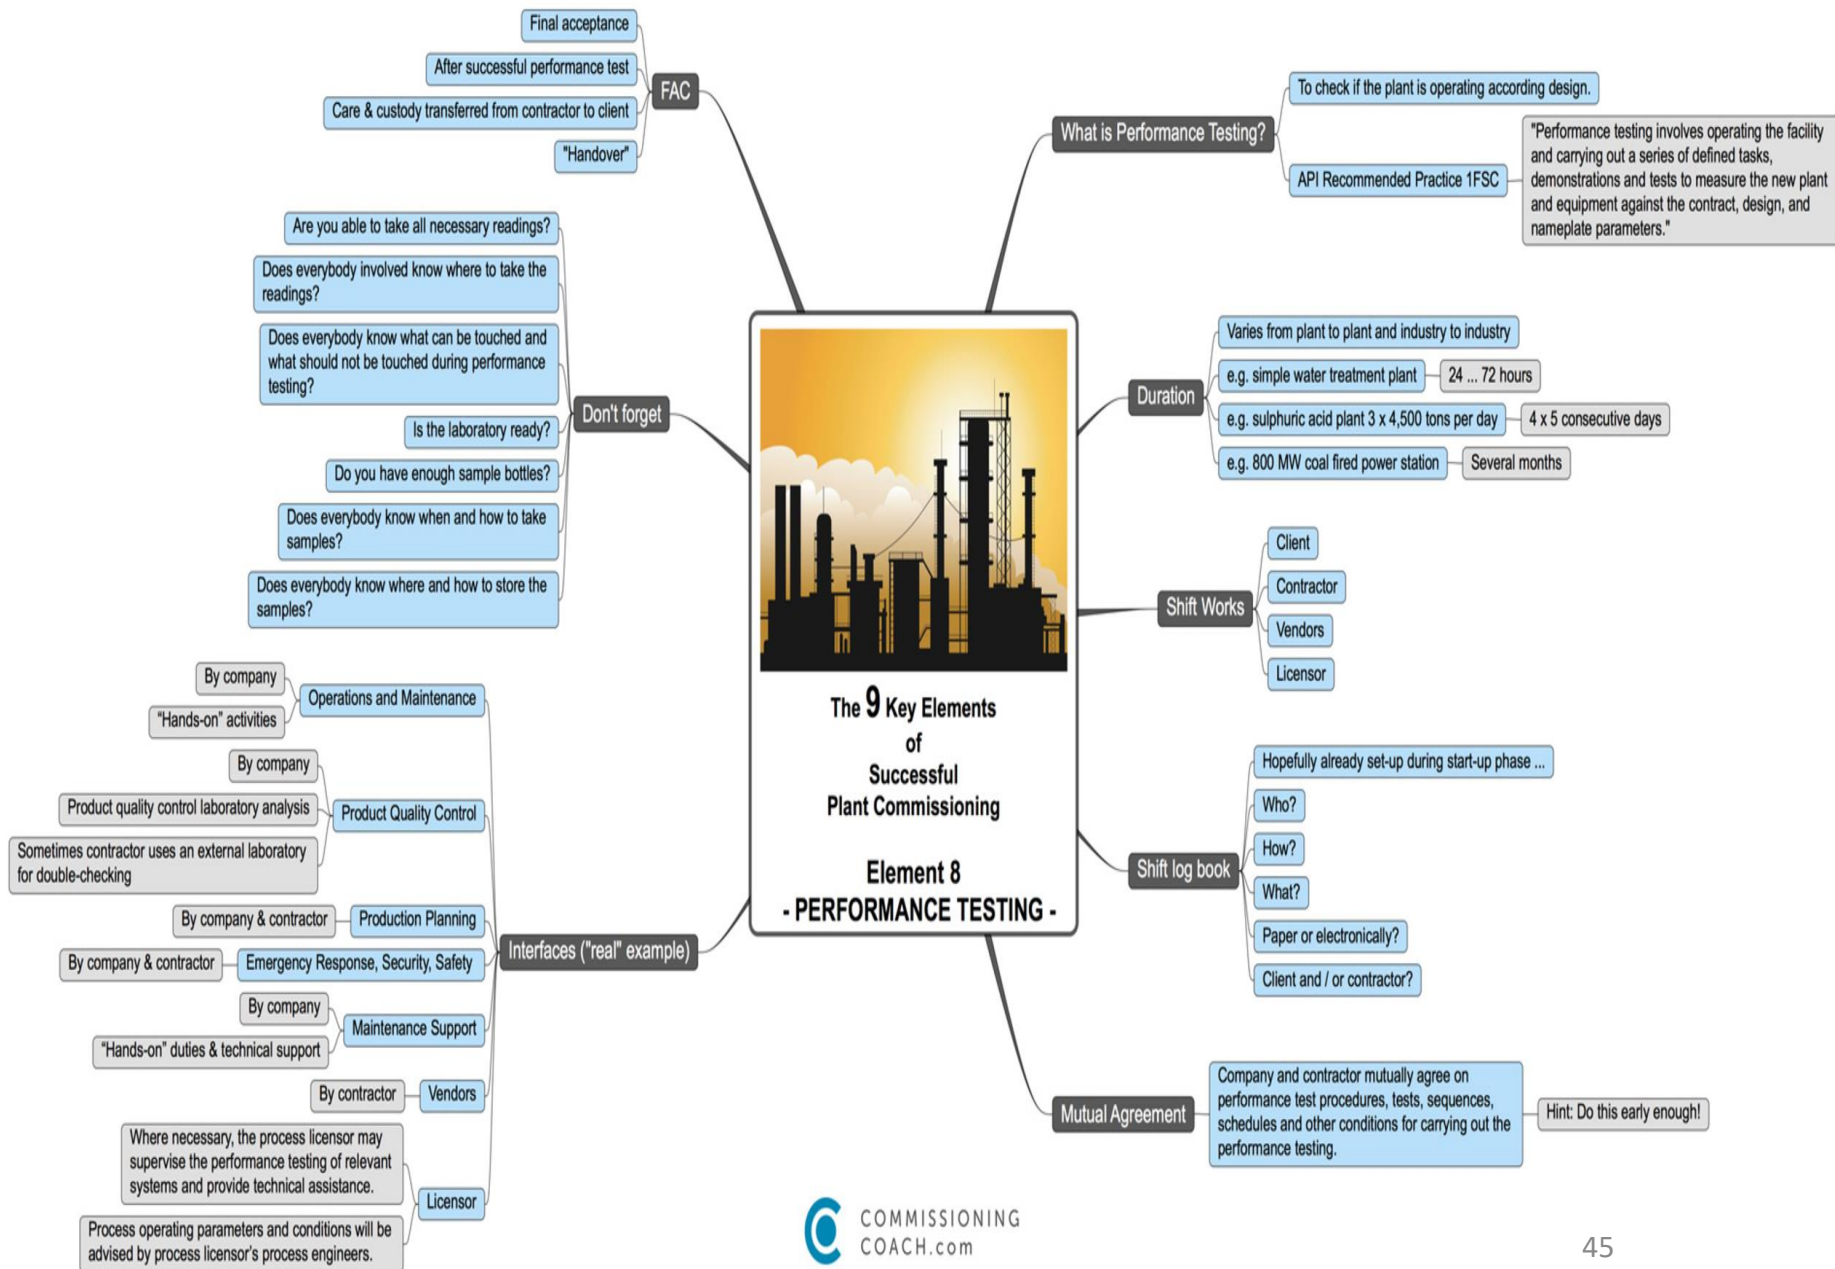 Final acceptance
After successful performance test
Care & custody transferred from contractor to client
"Handover"
FAC
Are you able to take all necessary readings?
Does everybody involved know where to take the
readings?
Does everybody know what can be touched and
what should not be touched during performance
testing?
Is the laboratory ready?
Do you have enough sample bottles?
Does everybody know when and how to take
samples?
Does everybody know where and how to store the
samples?
Don't forget
By company
"Hands-on" activities
Operations and Maintenance
By company
Product quality control laboratory analysis
Sometimes contractor uses an external laboratory
for double-checking
Product Quality Control
By company & contractor
Production Planning
By company & contractor
Emergency Response, Security, Safety
By company
"Hands-on" duties & technical support
Maintenance Support
By contractor
Vendors
Where necessary, the process licensor may
supervise the performance testing of relevant
systems and provide technical assistance.
Process operating parameters and conditions will be
advised by process licensor's process engineers.
Licensor
Interfaces ("real" example)
The 9 Key Elements
of
Successful
Plant Commissioning
Element 8
- PERFORMANCE TESTING -
What is Performance Testing?
To check if the plant is operating according design.
API Recommended Practice 1FSC
"Performance testing involves operating the facility
and carrying out a series of defined tasks,
demonstrations and tests to measure the new plant
and equipment against the contract, design, and
nameplate parameters."
Duration
Varies from plant to plant and industry to industry
e.g. simple water treatment plant
24 ... 72 hours
e.g. sulphuric acid plant 3 x 4,500 tons per day
4 x 5 consecutive days
e.g. 800 MW coal fired power station
Several months
Shift Works
Client
Contractor
Vendors
Licensor
Shift log book
Hopefully already set-up during start-up phase ...
Who?
How?
What?
Paper or electronically?
Client and / or contractor?
Mutual Agreement
Company and contractor mutually agree on
performance test procedures, tests, sequences,
schedules and other conditions for carrying out the
performance testing.
Hint: Do this early enough!
COMMISSIONING
COACH.com
45